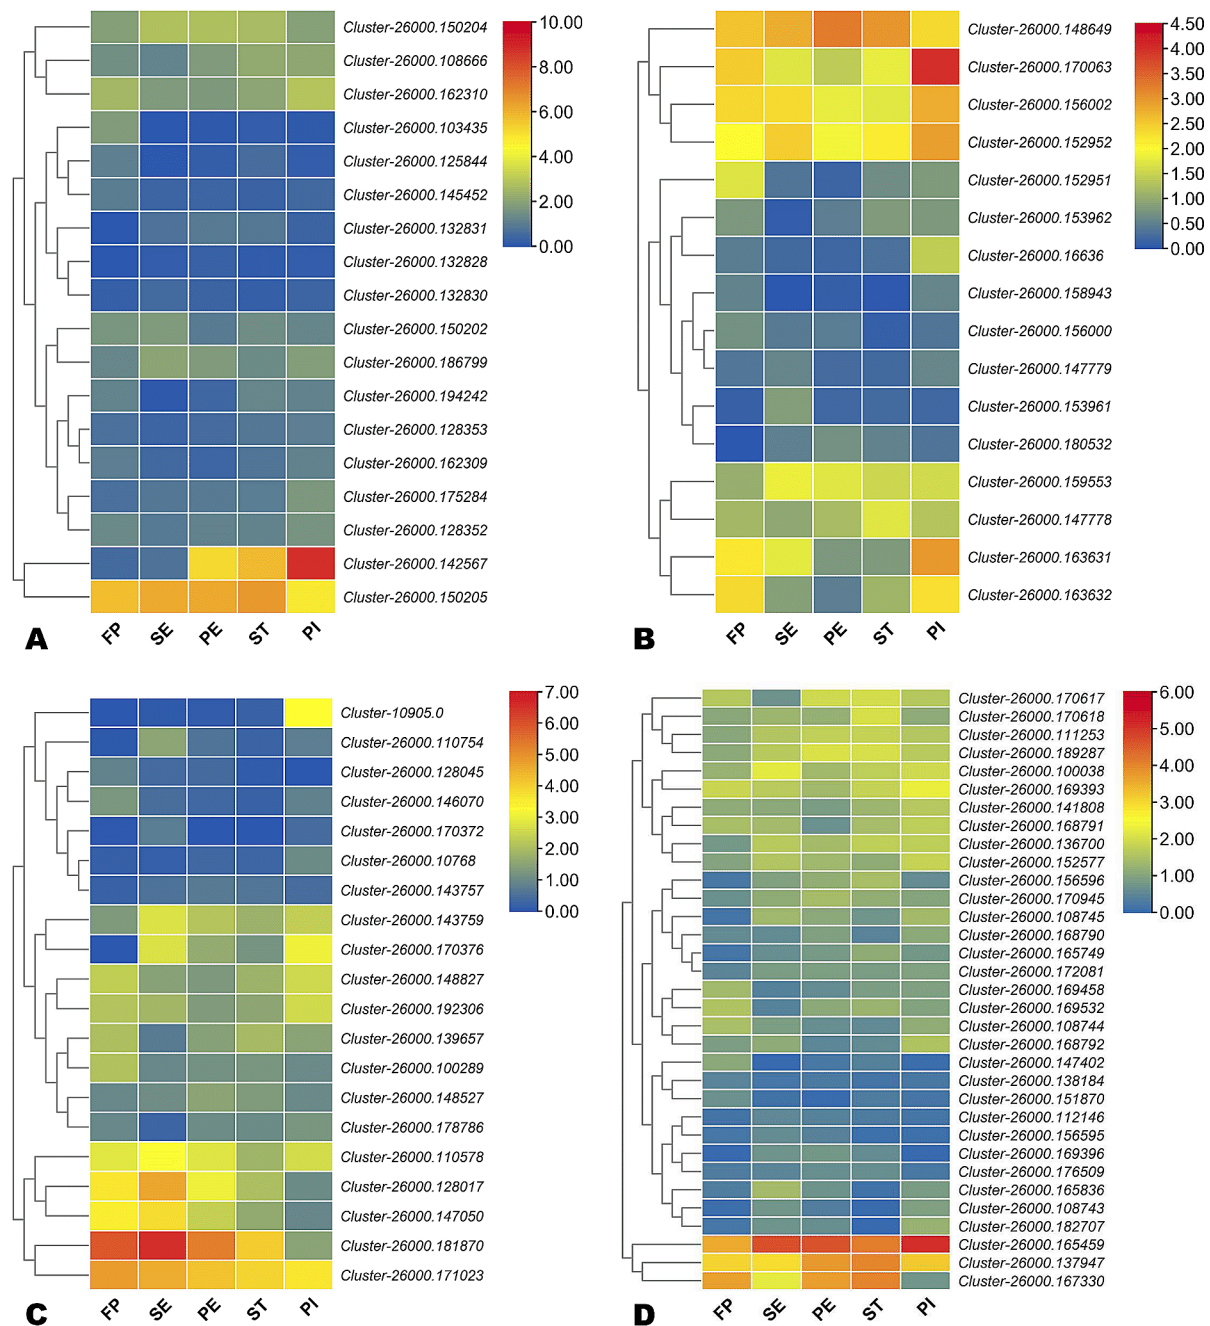 Cluster-26000.150204
Cluster-26000.108666
Cluster-26000.162310
Cluster-26000.103435
Cluster-26000.125844
Cluster-26000.145452
Cluster-26000.132831
Cluster-26000.132828
Cluster-26000.132830
Cluster-26000.150202
Cluster-26000.186799
Cluster-26000.194242
Cluster-26000.128353
Cluster-26000.162309
Cluster-26000.175284
Cluster-26000.128352
Cluster-26000.142567
Cluster-26000.150205
10.00
8.00
6.00
4.00
2.00
0.00
FP SE PE ST PI
A
Cluster-26000.148649
Cluster-26000.170063
Cluster-26000.156002
Cluster-26000.152952
Cluster-26000.152951
Cluster-26000.153962
Cluster-26000.16636
Cluster-26000.158943
Cluster-26000.156000
Cluster-26000.147779
Cluster-26000.153961
Cluster-26000.180532
Cluster-26000.159553
Cluster-26000.147778
Cluster-26000.163631
Cluster-26000.163632
4.50
4.00
3.50
3.00
2.50
2.00
1.50
1.00
0.50
0.00
FP SE PE ST PI
B
Cluster-10905.0
Cluster-26000.110754
Cluster-26000.128045
Cluster-26000.146070
Cluster-26000.170372
Cluster-26000.10768
Cluster-26000.143757
Cluster-26000.143759
Cluster-26000.170376
Cluster-26000.148827
Cluster-26000.192306
Cluster-26000.139657
Cluster-26000.100289
Cluster-26000.148527
Cluster-26000.178786
Cluster-26000.110578
Cluster-26000.128017
Cluster-26000.147050
Cluster-26000.181870
Cluster-26000.171023
7.00
6.00
5.00
4.00
3.00
2.00
1.00
0.00
FP SE PE ST PI
C
Cluster-26000.170617
Cluster-26000.170618
Cluster-26000.111253
Cluster-26000.189287
Cluster-26000.100038
Cluster-26000.169393
Cluster-26000.141808
Cluster-26000.168791
Cluster-26000.136700
Cluster-26000.152577
Cluster-26000.156596
Cluster-26000.170945
Cluster-26000.108745
Cluster-26000.168790
Cluster-26000.165749
Cluster-26000.172081
Cluster-26000.169458
Cluster-26000.169532
Cluster-26000.108744
Cluster-26000.168792
Cluster-26000.147402
Cluster-26000.138184
Cluster-26000.151870
Cluster-26000.112146
Cluster-26000.156595
Cluster-26000.169396
Cluster-26000.176509
Cluster-26000.165836
Cluster-26000.108743
Cluster-26000.182707
Cluster-26000.165459
Cluster-26000.137947
Cluster-26000.167330
6.00
5.00
4.00
3.00
2.00
1.00
0.00
FP SE PE ST PI
D